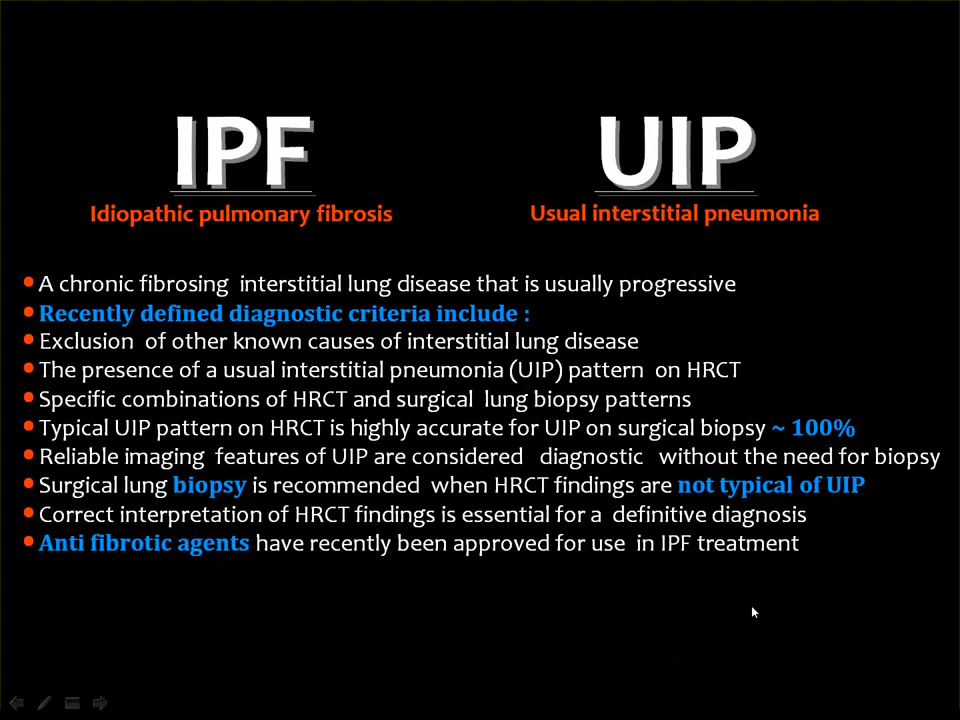 IPF
UIP
Idiopathic pulmonary fibrosis
Usual interstitial pneumonia
• A chronic fibrosing interstitial lung disease that is usually progressive
• Recently defined diagnostic criteria include :
• Exclusion of other known causes of interstitial lung disease
• The presence of a usual interstitial pneumonia (UIP) pattern on HRCT
• Specific combinations of HRCT and surgical lung biopsy patterns
• Typical UIP pattern on HRCT is highly accurate for UIP on surgical biopsy ~ 100%
• Reliable imaging features of UIP are considered diagnostic without the need for biopsy
• Surgical lung biopsy is recommended when HRCT findings are not typical of UIP
• Correct interpretation of HRCT findings is essential for a definitive diagnosis
• Anti fibrotic agents have recently been approved for use in IPF treatment